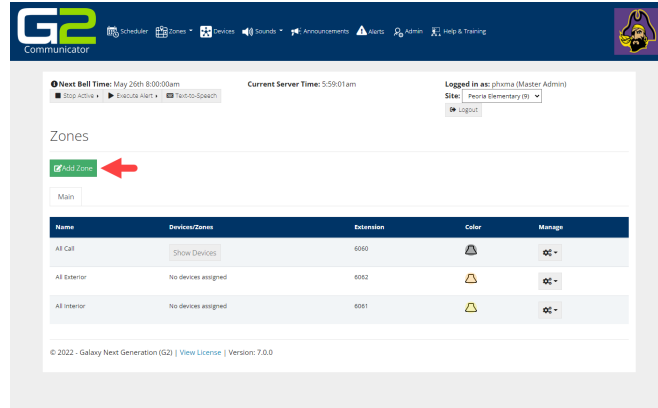 G2
Communicator
Scheduler Zones Devices Sounds Announcements Alerts Admin Help & Training
Next Bell Time: May 26th 8:00:00am Current Server Time: 5:59:01am Logged in as: phxma (Master Admin)
Stop Active Execute Alert Text-to-Speech Site: Peoria Elementary (9)
Logout
Zones
Add Zone
Main
Name Devices/Zones Extension Color Manage
All Call Show Devices 6060
All Exterior No devices assigned 6062
All Interior No devices assigned 6061
© 2022 - Galaxy Next Generation (G2) | View License | Version: 7.0.0